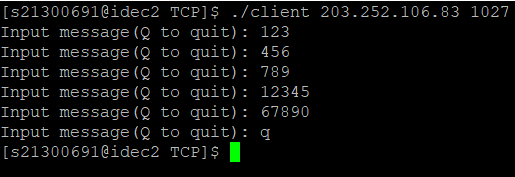 [s21300691@idec2 TCP]$ ./client 203.252.106.83 1027
Input message(Q to quit): 123
Input message(Q to quit): 456
Input message(Q to quit): 789
Input message(Q to quit): 12345
Input message(Q to quit): 67890
Input message(Q to quit): q
[s21300691@idec2 TCP]$